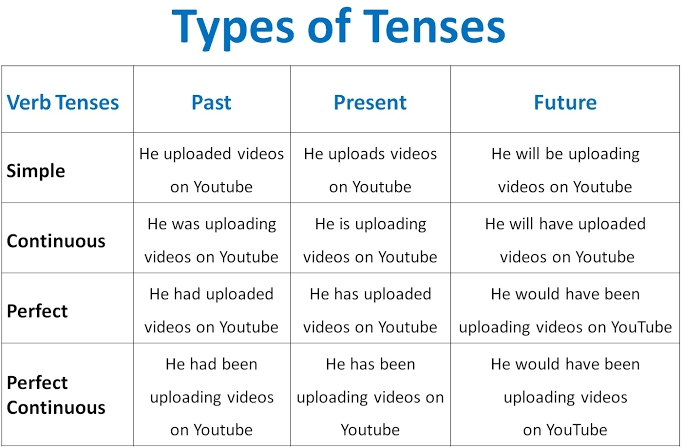 Types of Tenses
Verb Tenses Past Present Future
Simple
He uploaded videos
on Youtube
He uploads videos
on Youtube
He will be uploading
videos on Youtube
Continuous
He was uploading
videos on Youtube
He is uploading
videos on Youtube
He will have uploaded
videos on Youtube
Perfect
He had uploaded
videos on Youtube
He has uploaded
videos on Youtube
He would have been
uploading videos on YouTube
Perfect
Continuous
He had been
uploading videos
on Youtube
He has been
uploading videos on
Youtube
He would have been
uploading videos
on YouTube